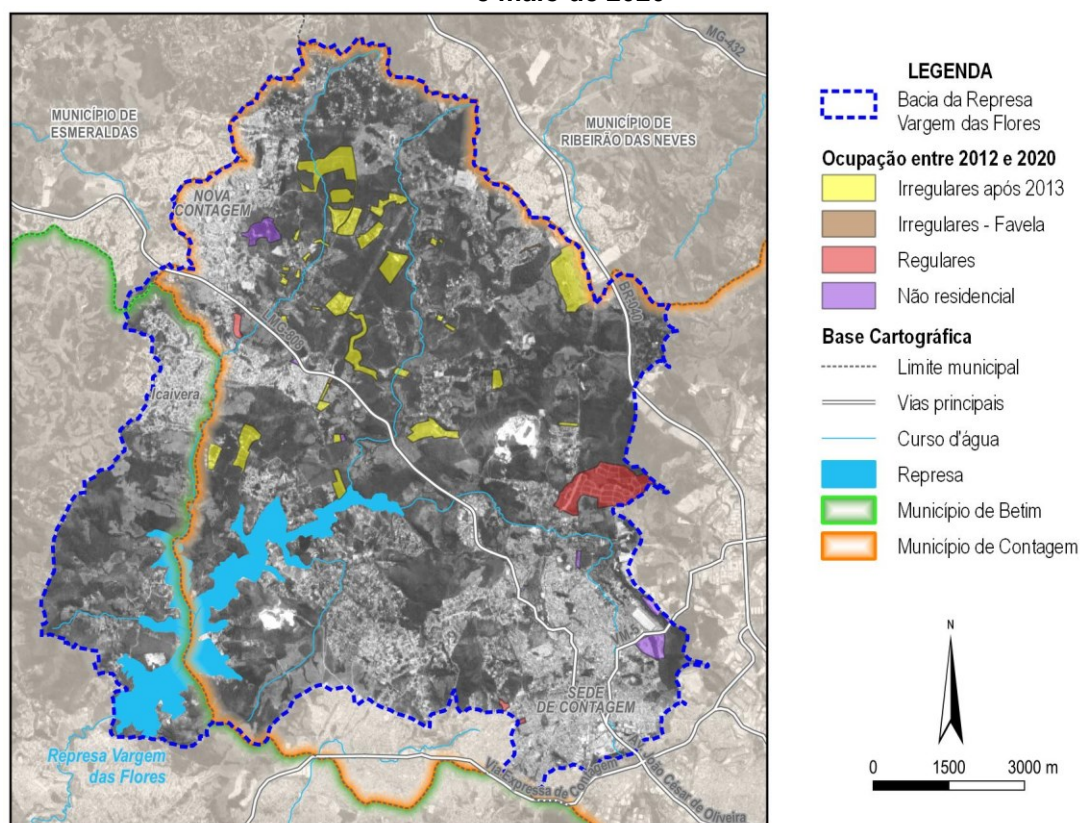 e maio de 2020
MG-432
MUNICÍPIO DE
ESMERALDAS
MUNICÍPIO DE
RIBEIRÃO DAS NEVES
NOVA
CONTAGEM
BR-040
Icaivera
VM-5
SEDE
DE CONTAGEM
Represa Vargem
das Flores
Via Expressa de Contagem
César de Oliveira
LEGENDA
Bacia da Represa
Vargem das Flores
Ocupação entre 2012 e 2020
Irregulares após 2013
Irregulares - Favela
Regulares
Não residencial
Base Cartográfica
Limite municipal
Vias principais
Curso d'água
Represa
Município de Betim
Município de Contagem
N
0 1500 3000 m